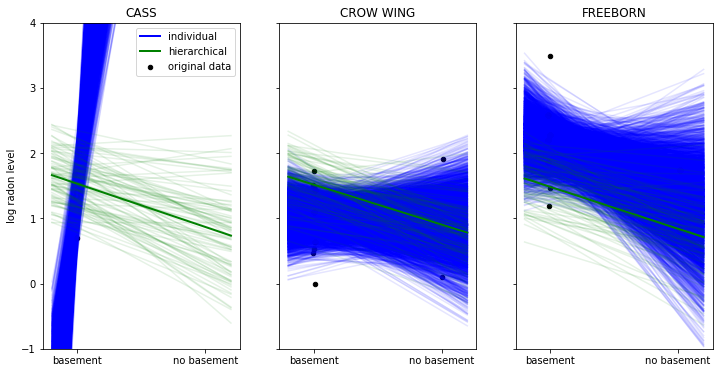 CASS
CROW WING
FREEBORN
log radon level
4
3
2
1
0
−1
individual
hierarchical
original data
basement
no basement
basement
no basement
basement
no basement